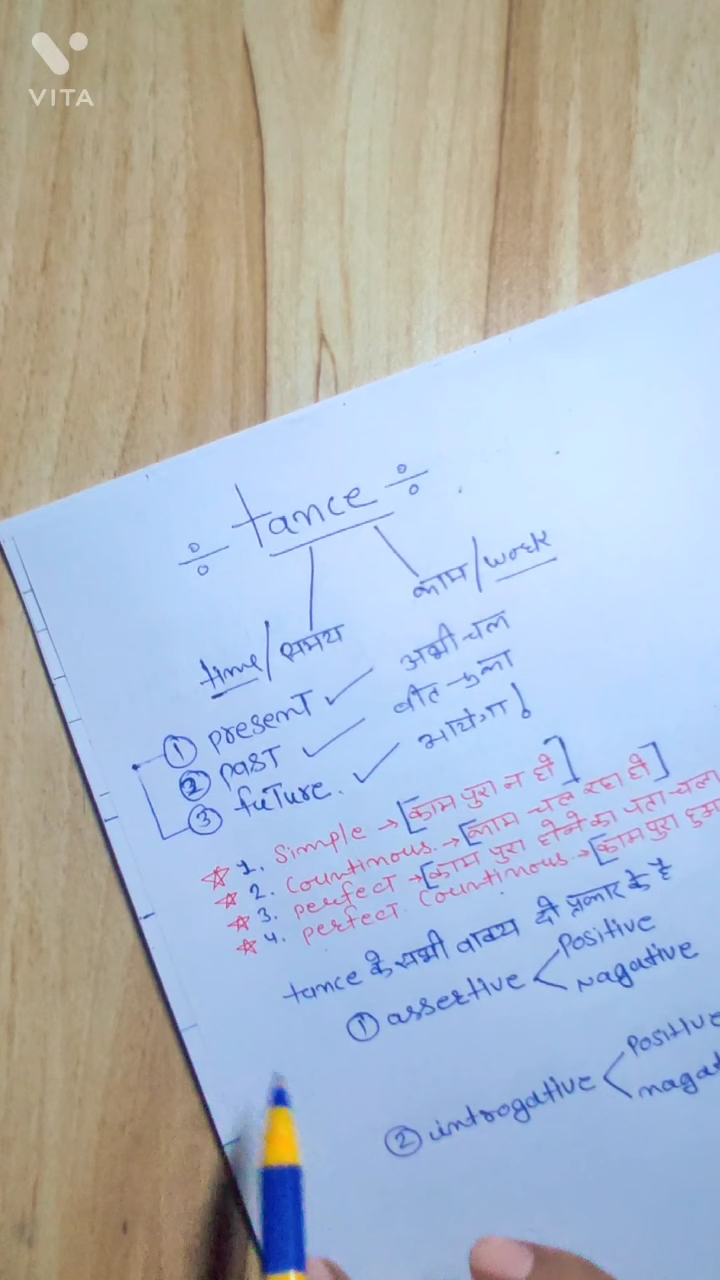 VITA
÷ tance ÷
time/समय काम/work
① present ✓ अभी चल
② past ✓ बीत चुका
③ fuTure. ✓ आयेगा!
☆ 1. Simple → [काम पुरा न हो]
☆ 2. Countinous. → [काम चल रहा हो]
☆ 3. perfect → [काम पुरा होने का पता चला
☆ 4. perfect. Countinous → [काम पुरा हुआ
tance के सभी वाक्य दो प्रकार के है
① assertive < Positive
Nagative
② introgative < Positive
nagat